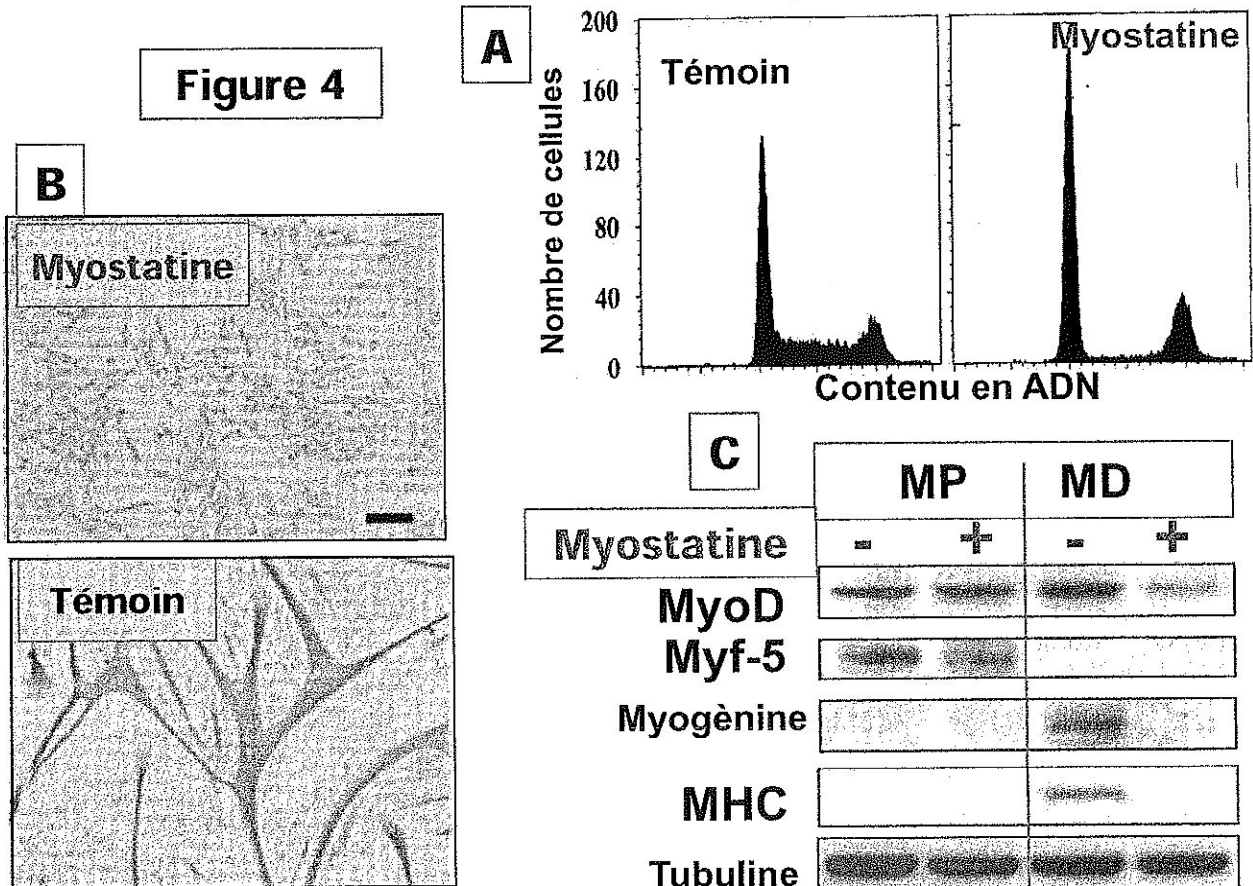 Figure 4
A
Nombre de cellules
200
160
120
80
40
0
Témoin
Myostatine
Contenu en ADN
B
Myostatine
Témoin
C
MP MD
Myostatine - + - +
MyoD
Myf-5
Myogènine
MHC
Tubuline